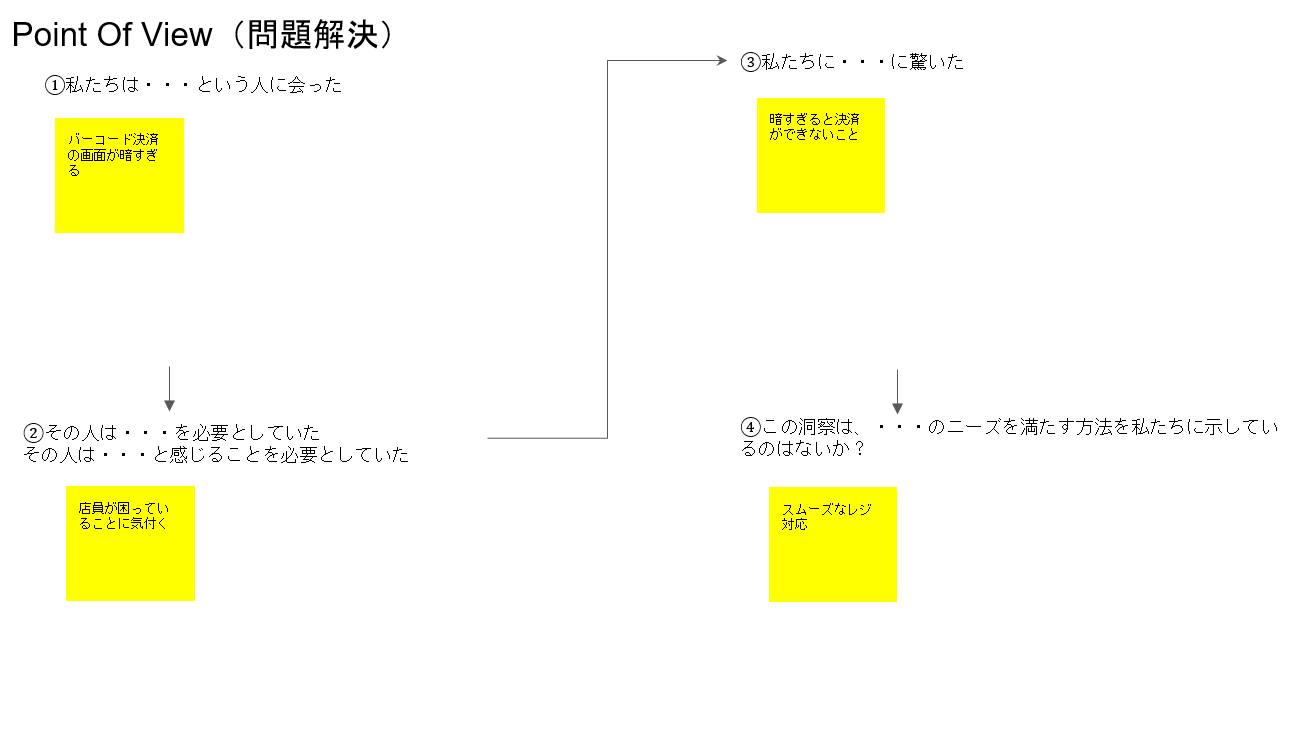 Point Of View（問題解決）
①私たちは・・・という人に会った
バーコード決済
の画面が暗すぎ
る
②その人は・・・を必要としていた
その人は・・・と感じることを必要としていた
店員が困ってい
ることに気付く
③私たちに・・・に驚いた
暗すぎると決済
ができないこと
④この洞察は、・・・のニーズを満たす方法を私たちに示してい
るのはないか？
スムーズなレジ
対応